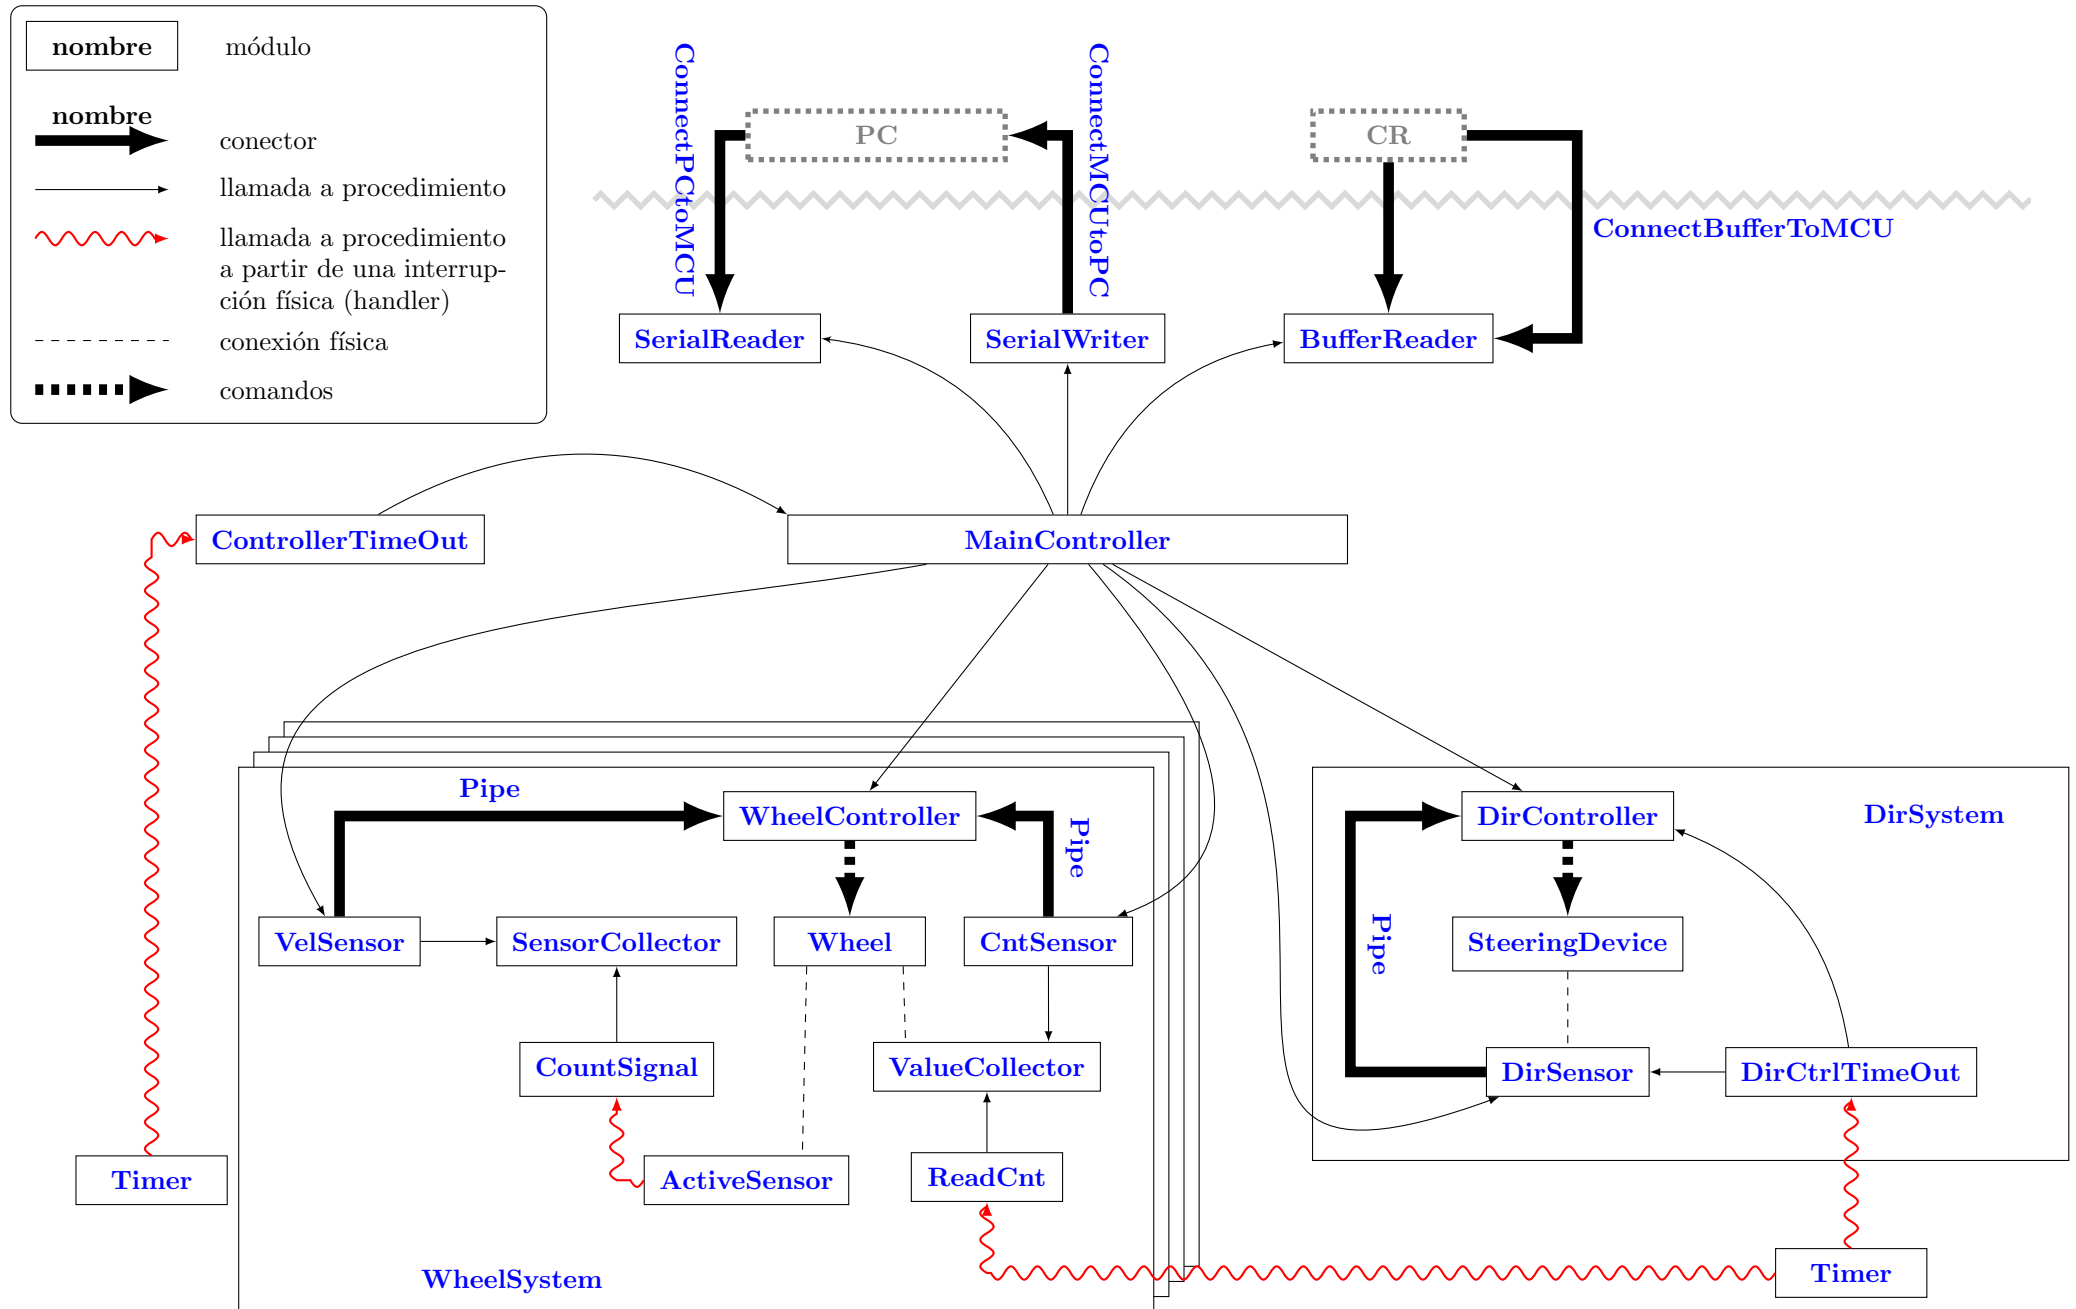 nombre
módulo
nombre
conector
llamada a procedimiento
llamada a procedimiento
a partir de una interrup-
ción física (handler)
conexión física
comandos
ConnectPCtoMCU
PC
ConnectMCUtoPC
CR
ConnectBufferToMCU
SerialReader
SerialWriter
BufferReader
ControllerTimeOut
MainController
Pipe
WheelController
Pipe
DirController
DirSystem
VelSensor
SensorCollector
Wheel
CntSensor
Pipe
SteeringDevice
CountSignal
ValueCollector
DirSensor
DirCtrlTimeOut
Timer
ActiveSensor
ReadCnt
WheelSystem
Timer